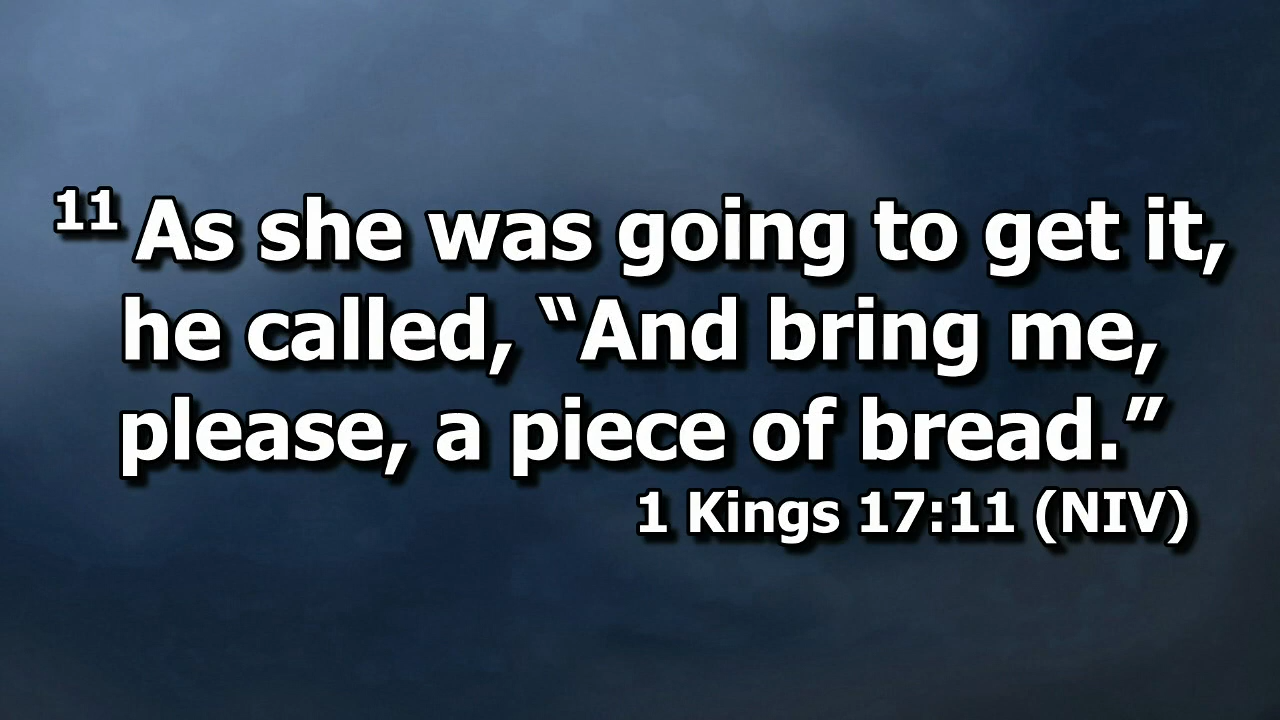 11 As she was going to get it,
he called, “And bring me,
please, a piece of bread.”
1 Kings 17:11 (NIV)